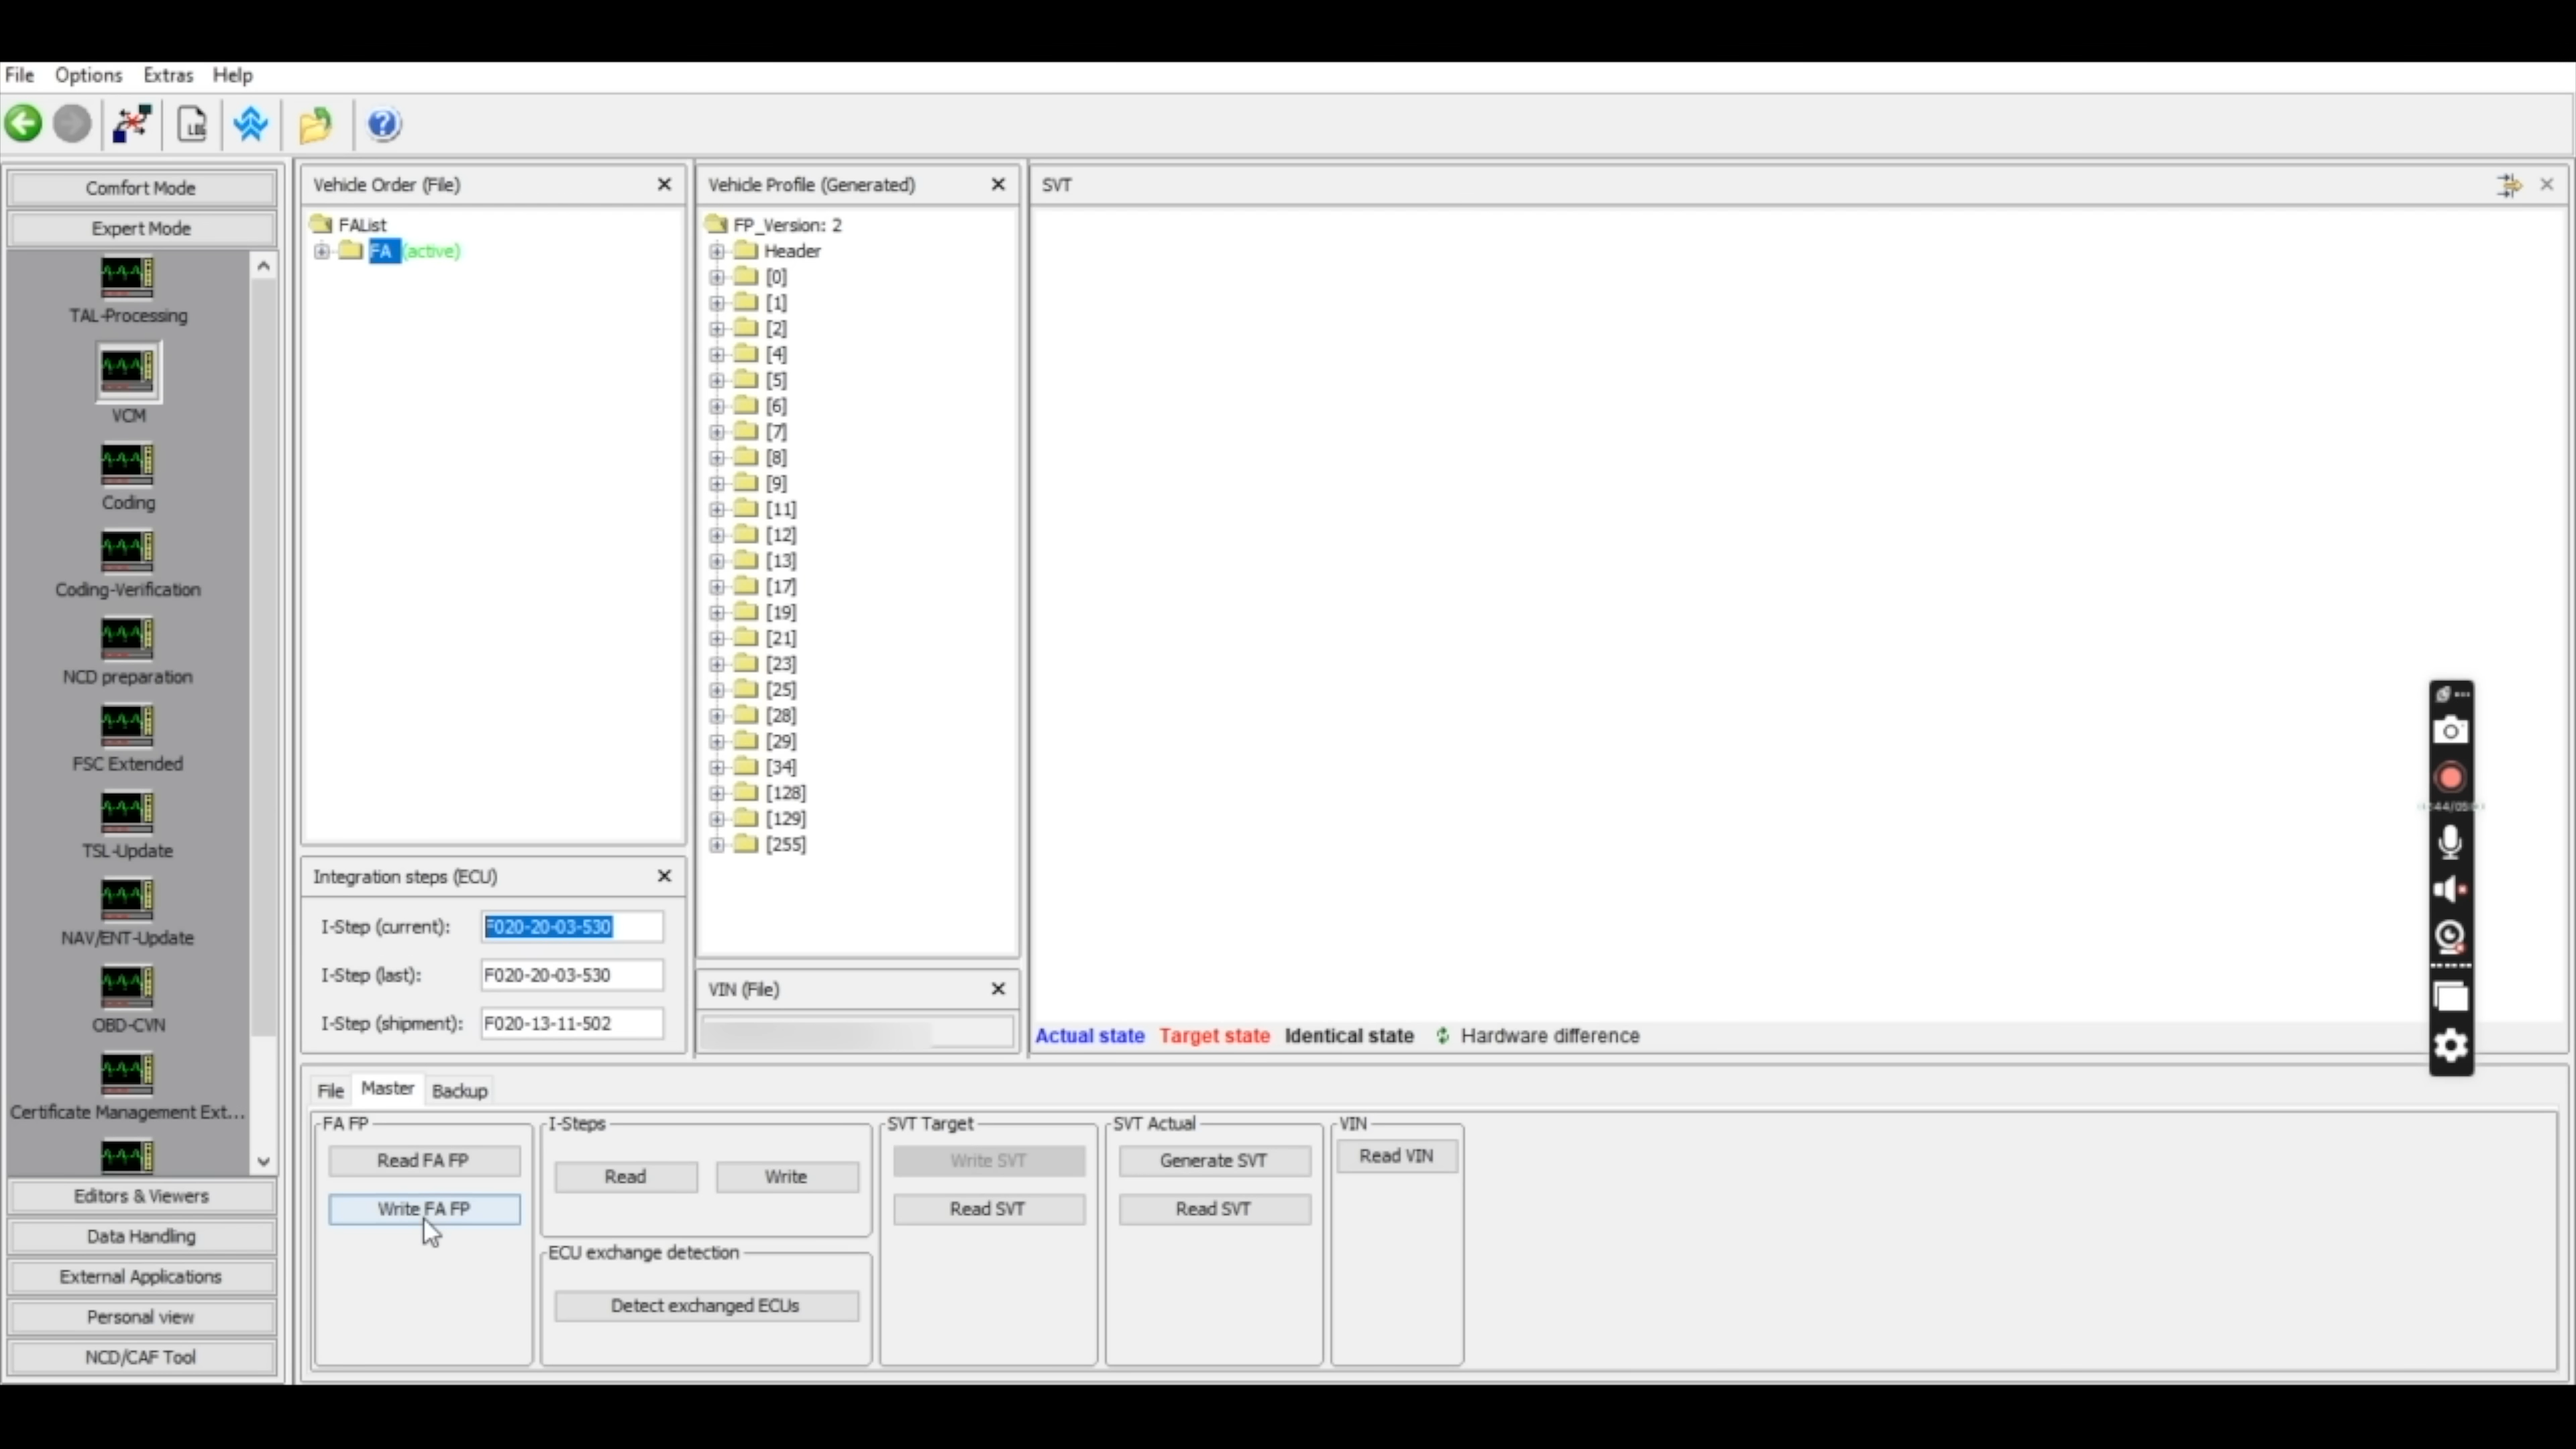 File Options Extras Help
LOG
?
Comfort Mode
Expert Mode
TAL-Processing
VCM
Coding
Coding-Verification
NCD preparation
FSC Extended
TSL-Update
NAV/ENT-Update
OBD-CVN
Certificate Management Ext...
Editors & Viewers
Data Handling
External Applications
Personal view
NCD/CAF Tool
Vehicle Order (File)
FAList
FA (active)
Integration steps (ECU)
I-Step (current): F020-20-03-530
I-Step (last): F020-20-03-530
I-Step (shipment): F020-13-11-502
Vehicle Profile (Generated)
FP_Version: 2
Header
[0]
[1]
[2]
[4]
[5]
[6]
[7]
[8]
[9]
[11]
[12]
[13]
[17]
[19]
[21]
[23]
[25]
[28]
[29]
[34]
[128]
[129]
[255]
VIN (File)
SVT
Actual state Target state Identical state Hardware difference
File Master Backup
FA FP
Read FA FP
Write FA FP
I-Steps
Read Write
ECU exchange detection
Detect exchanged ECUs
SVT Target
Write SVT
Read SVT
SVT Actual
Generate SVT
Read SVT
VIN
Read VIN